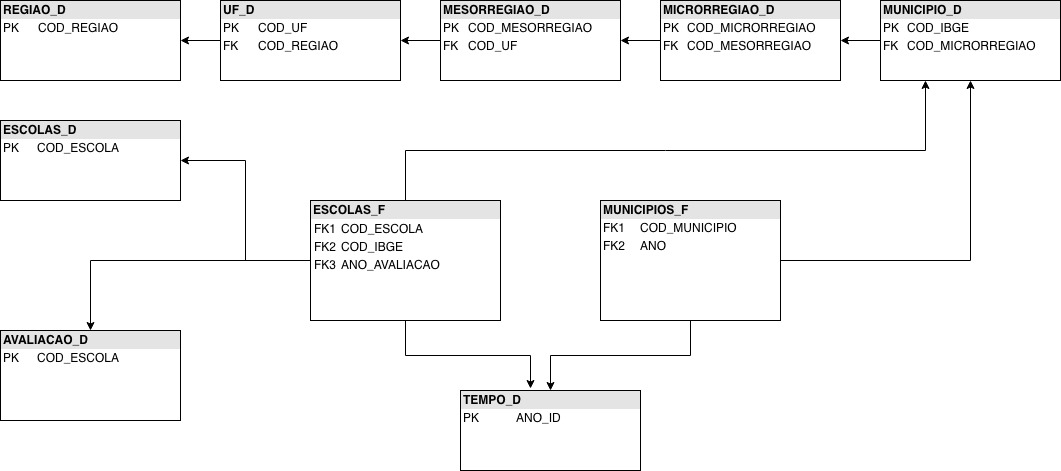 REGIAO_D
PK COD_REGIAO
UF_D
PK COD_UF
FK COD_REGIAO
MESORREGIAO_D
PK COD_MESORREGIAO
FK COD_UF
MICRORREGIAO_D
PK COD_MICRORREGIAO
FK COD_MESORREGIAO
MUNICIPIO_D
PK COD_IBGE
FK COD_MICRORREGIAO
ESCOLAS_D
PK COD_ESCOLA
ESCOLAS_F
FK1 COD_ESCOLA
FK2 COD_IBGE
FK3 ANO_AVALIACAO
MUNICIPIOS_F
FK1 COD_MUNICIPIO
FK2 ANO
AVALIACAO_D
PK COD_ESCOLA
TEMPO_D
PK ANO_ID